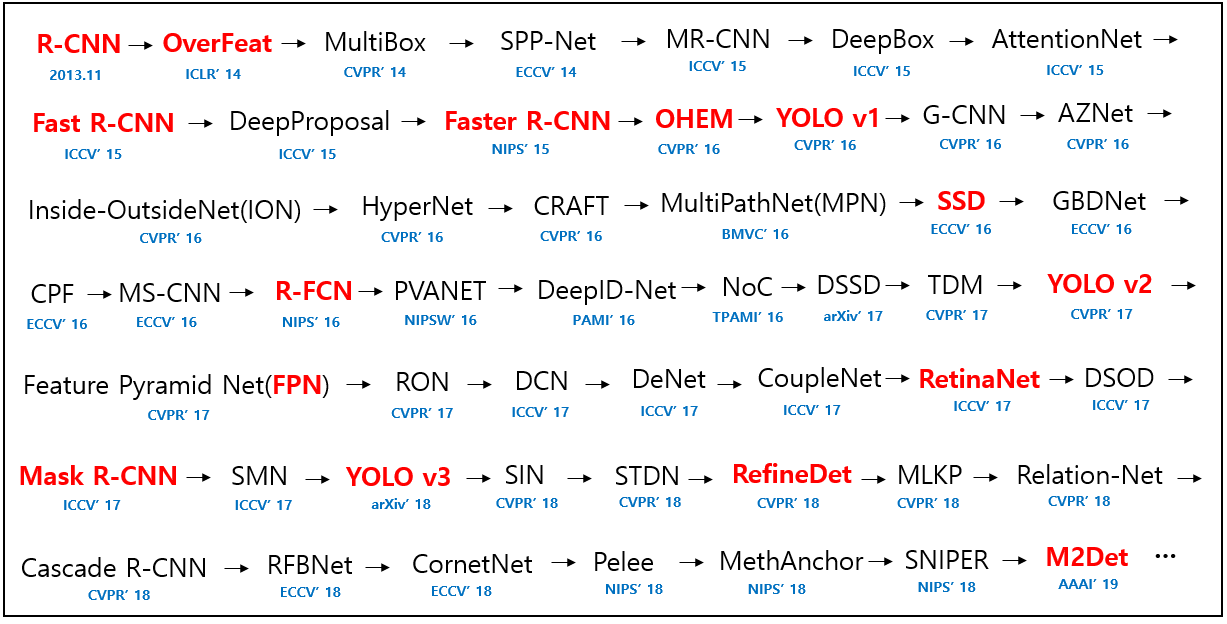 R-CNN → OverFeat → MultiBox → SPP-Net → MR-CNN → DeepBox → AttentionNet →
2013.11 ICLR' 14 CVPR' 14 ECCV' 14 ICCV' 15 ICCV' 15 ICCV' 15
Fast R-CNN → DeepProposal → Faster R-CNN → OHEM → YOLO v1 → G-CNN → AZNet →
ICCV' 15 ICCV' 15 NIPS' 15 CVPR' 16 CVPR' 16 CVPR' 16 CVPR' 16
Inside-OutsideNet(ION) → HyperNet → CRAFT → MultiPathNet(MPN) → SSD → GBDNet →
CVPR' 16 CVPR' 16 CVPR' 16 BMVC' 16 ECCV' 16 ECCV' 16
CPF → MS-CNN → R-FCN → PVANET → DeepID-Net → NoC → DSSD → TDM → YOLO v2 →
ECCV' 16 ECCV' 16 NIPS' 16 NIPSW' 16 PAMI' 16 TPAMI' 16 arXiv' 17 CVPR' 17 CVPR' 17
Feature Pyramid Net(FPN) → RON → DCN → DeNet → CoupleNet → RetinaNet → DSOD →
CVPR' 17 CVPR' 17 ICCV' 17 ICCV' 17 ICCV' 17 ICCV' 17 ICCV' 17
Mask R-CNN → SMN → YOLO v3 → SIN → STDN → RefineDet → MLKP → Relation-Net →
ICCV' 17 ICCV' 17 arXiv' 18 CVPR' 18 CVPR' 18 CVPR' 18 CVPR' 18 CVPR' 18
Cascade R-CNN → RFBNet → CornetNet → Pelee → MethAnchor → SNIPER → M2Det ···
CVPR' 18 ECCV' 18 ECCV' 18 NIPS' 18 NIPS' 18 NIPS' 18 AAAI' 19